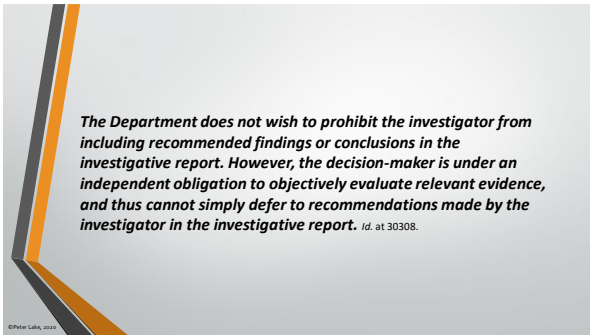 The Department does not wish to prohibit the investigator from
including recommended findings or conclusions in the
investigative report. However, the decision-maker is under an
independent obligation to objectively evaluate relevant evidence,
and thus cannot simply defer to recommendations made by the
investigator in the investigative report. Id. at 30308.
©Peter Lake, 2020